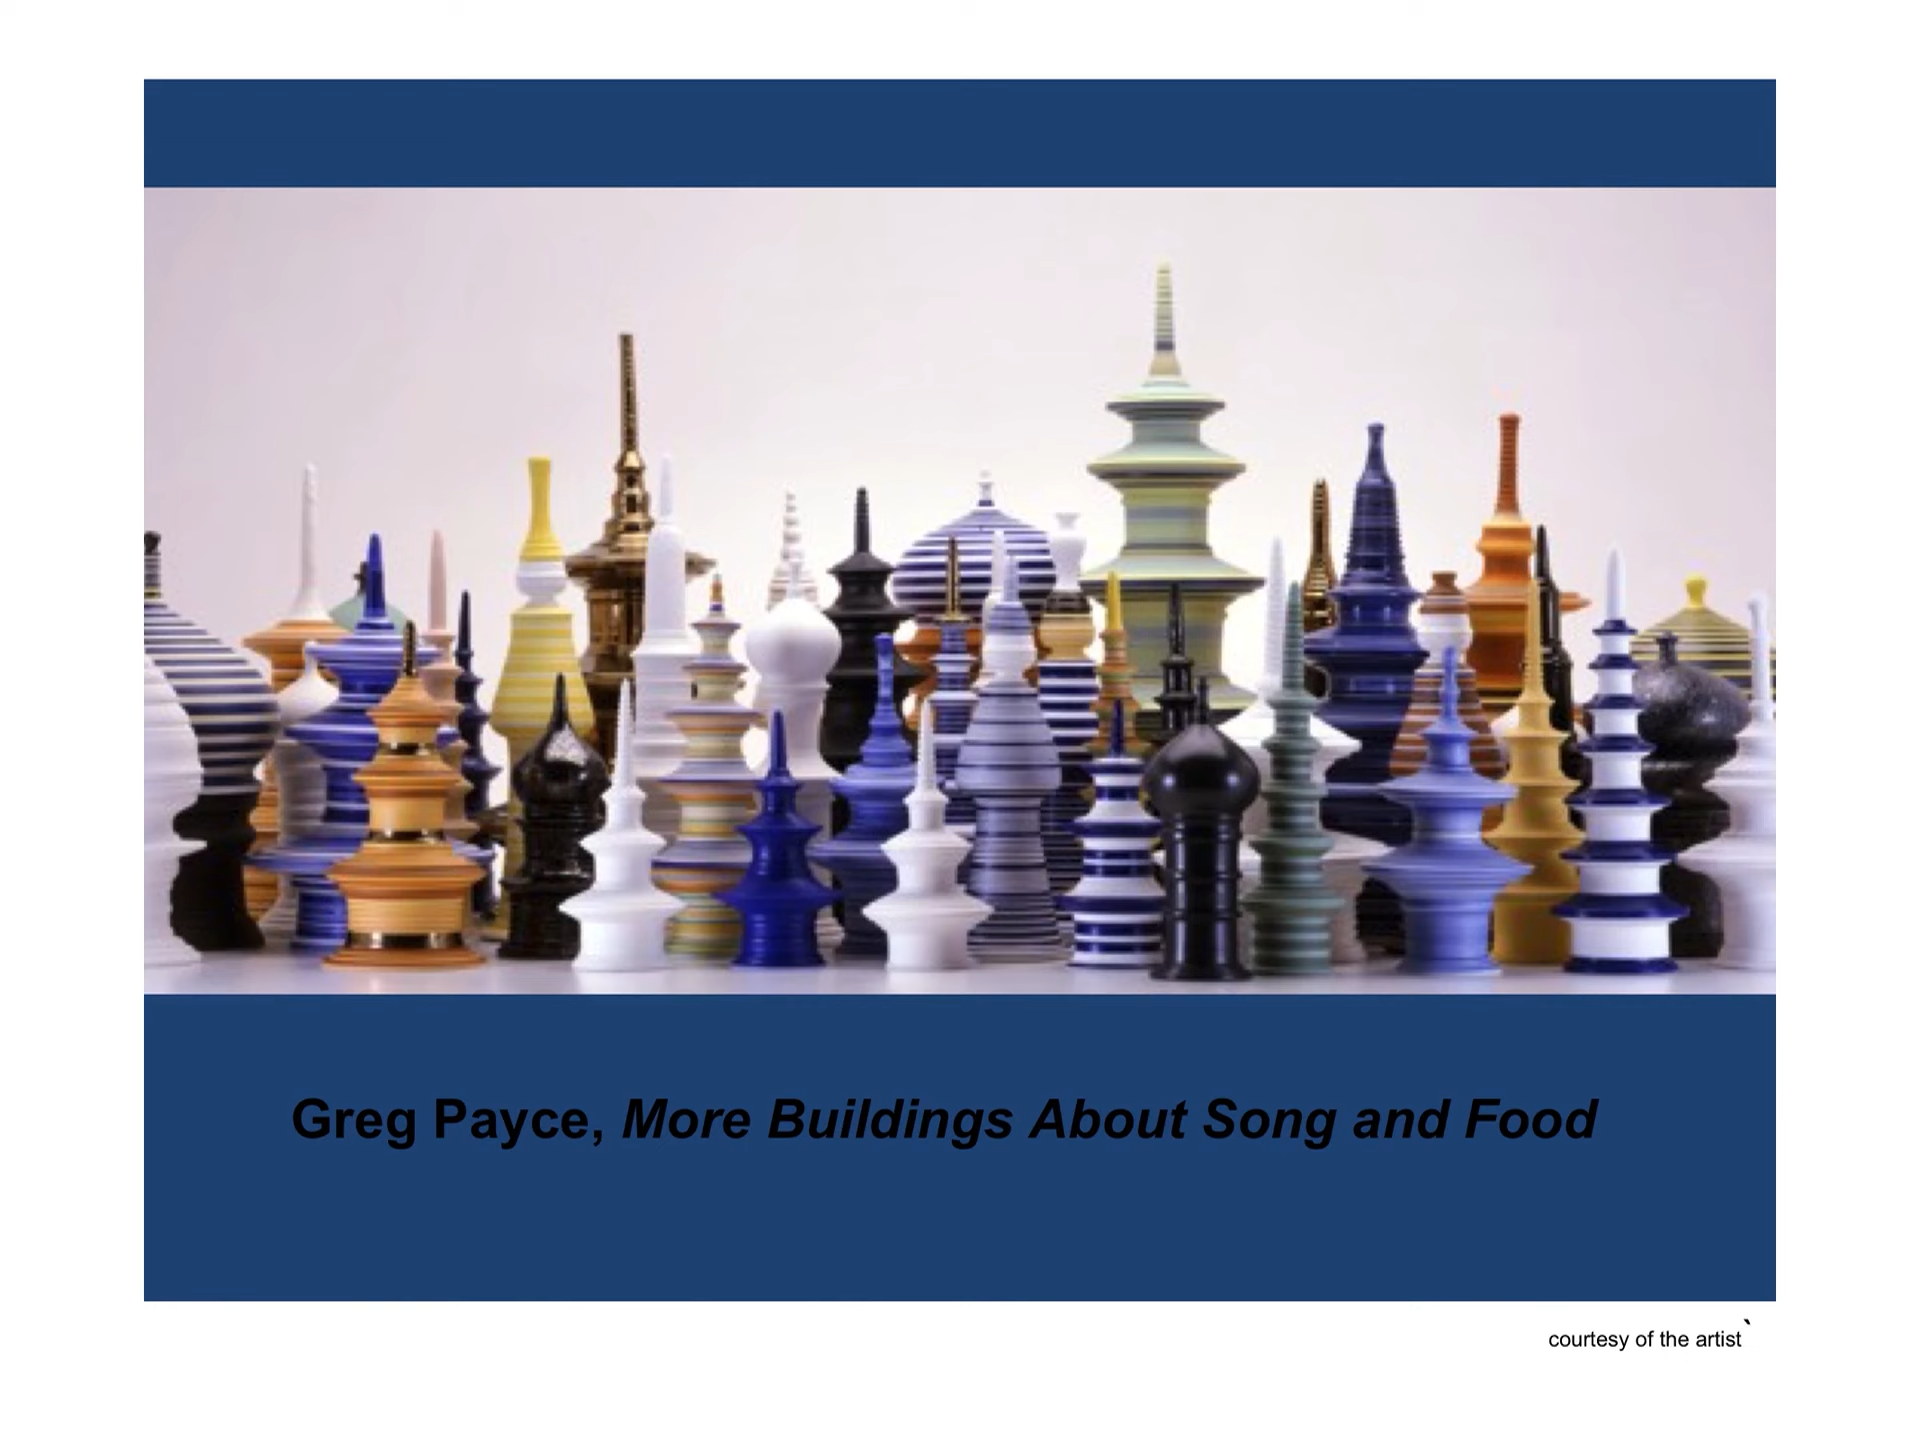 Greg Payce, More Buildings About Song and Food
courtesy of the artist`